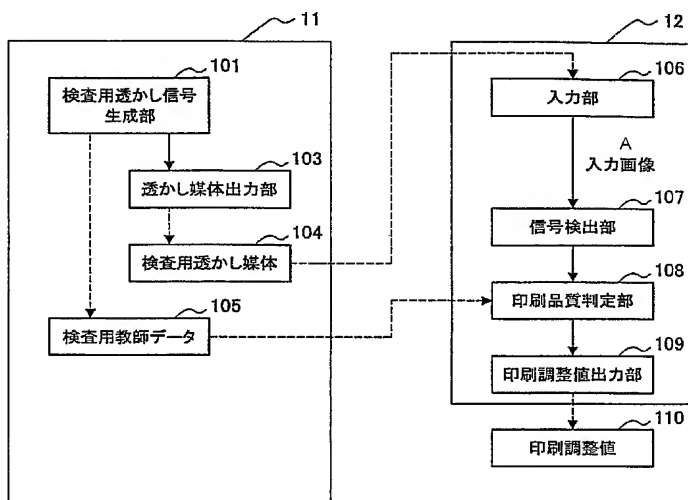 11
101
検査用透かし信号
生成部
103
透かし媒体出力部
104
検査用透かし媒体
105
検査用教師データ
12
106
入力部
A
入力画像
107
信号検出部
108
印刷品質判定部
109
印刷調整値出力部
110
印刷調整値